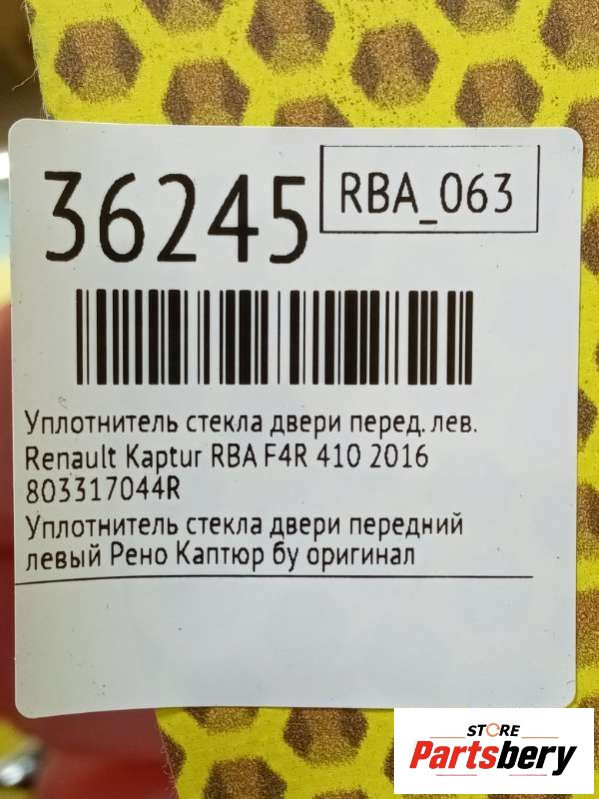 36245
RBA_063
Уплотнитель стекла двери перед. лев.
Renault Kaptur RBA F4R 410 2016
803317044R
Уплотнитель стекла двери передний
левый Рено Каптюр бу оригинал
STORE
Partsbery